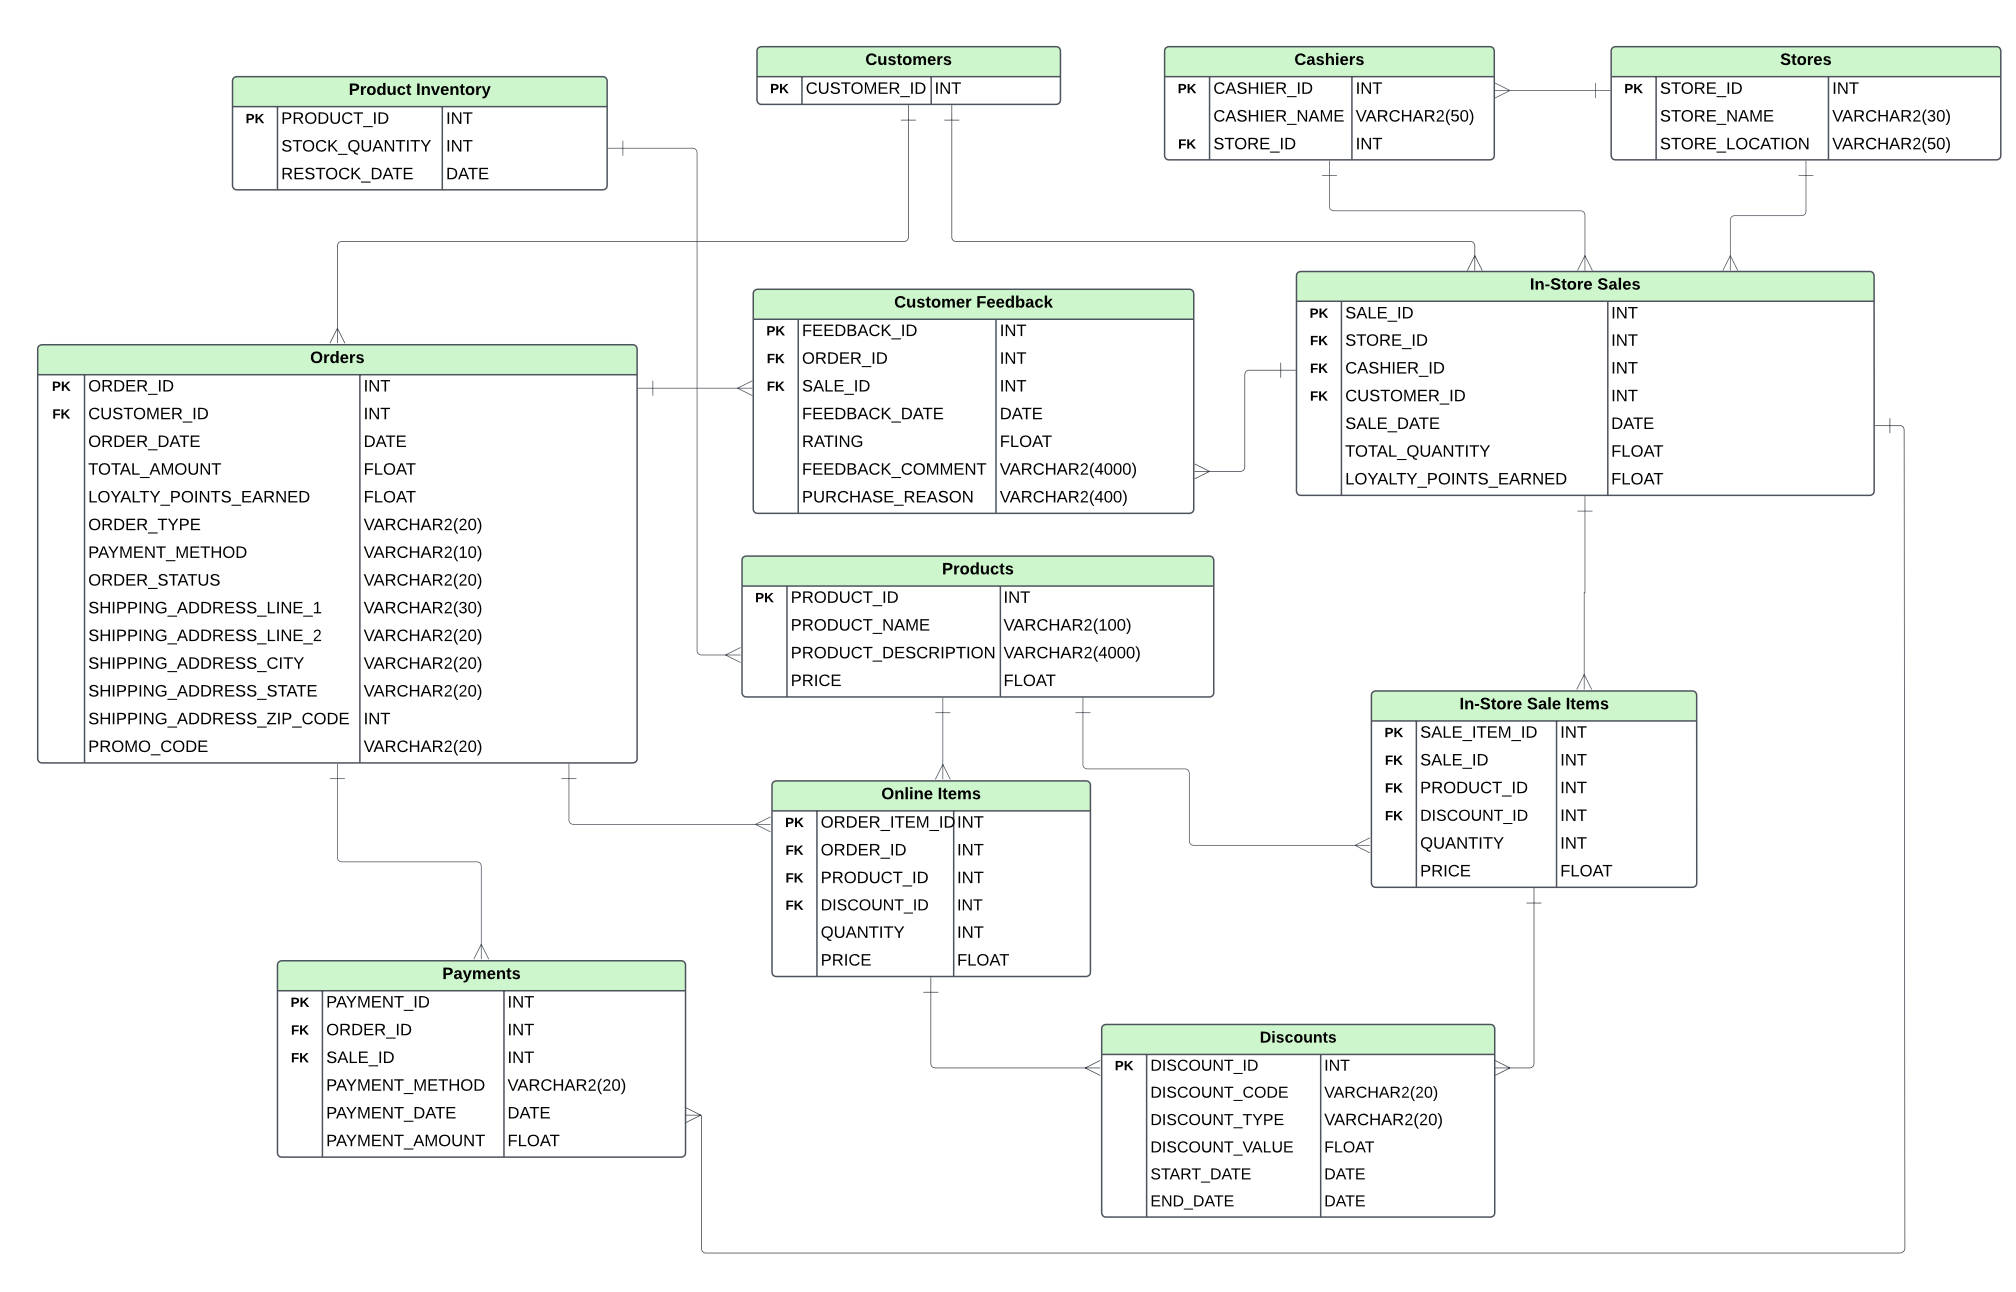 Customers
PK CUSTOMER_ID INT
Cashiers
PK CASHIER_ID INT
CASHIER_NAME VARCHAR2(50)
FK STORE_ID INT
Stores
PK STORE_ID INT
STORE_NAME VARCHAR2(30)
STORE_LOCATION VARCHAR2(50)
Product Inventory
PK PRODUCT_ID INT
STOCK_QUANTITY INT
RESTOCK_DATE DATE
Customer Feedback
PK FEEDBACK_ID INT
FK ORDER_ID INT
FK SALE_ID INT
FEEDBACK_DATE DATE
RATING FLOAT
FEEDBACK_COMMENT VARCHAR2(4000)
PURCHASE_REASON VARCHAR2(400)
In-Store Sales
PK SALE_ID INT
FK STORE_ID INT
FK CASHIER_ID INT
FK CUSTOMER_ID INT
SALE_DATE DATE
TOTAL_QUANTITY FLOAT
LOYALTY_POINTS_EARNED FLOAT
Orders
PK ORDER_ID INT
FK CUSTOMER_ID INT
ORDER_DATE DATE
TOTAL_AMOUNT FLOAT
LOYALTY_POINTS_EARNED FLOAT
ORDER_TYPE VARCHAR2(20)
PAYMENT_METHOD VARCHAR2(10)
ORDER_STATUS VARCHAR2(20)
SHIPPING_ADDRESS_LINE_1 VARCHAR2(30)
SHIPPING_ADDRESS_LINE_2 VARCHAR2(20)
SHIPPING_ADDRESS_CITY VARCHAR2(20)
SHIPPING_ADDRESS_STATE VARCHAR2(20)
SHIPPING_ADDRESS_ZIP_CODE INT
PROMO_CODE VARCHAR2(20)
Products
PK PRODUCT_ID INT
PRODUCT_NAME VARCHAR2(100)
PRODUCT_DESCRIPTION VARCHAR2(4000)
PRICE FLOAT
In-Store Sale Items
PK SALE_ITEM_ID INT
FK SALE_ID INT
FK PRODUCT_ID INT
FK DISCOUNT_ID INT
QUANTITY INT
PRICE FLOAT
Online Items
PK ORDER_ITEM_ID INT
FK ORDER_ID INT
FK PRODUCT_ID INT
FK DISCOUNT_ID INT
QUANTITY INT
PRICE FLOAT
Payments
PK PAYMENT_ID INT
FK ORDER_ID INT
FK SALE_ID INT
PAYMENT_METHOD VARCHAR2(20)
PAYMENT_DATE DATE
PAYMENT_AMOUNT FLOAT
Discounts
PK DISCOUNT_ID INT
DISCOUNT_CODE VARCHAR2(20)
DISCOUNT_TYPE VARCHAR2(20)
DISCOUNT_VALUE FLOAT
START_DATE DATE
END_DATE DATE